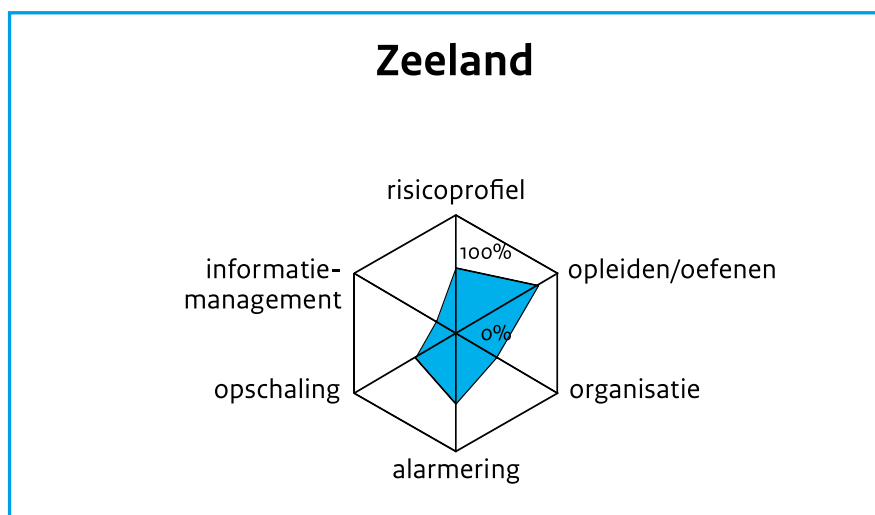 Zeeland
risicoprofiel
100%
opleiden/oefenen
informatie-
management
0%
opschaling
organisatie
alarmering